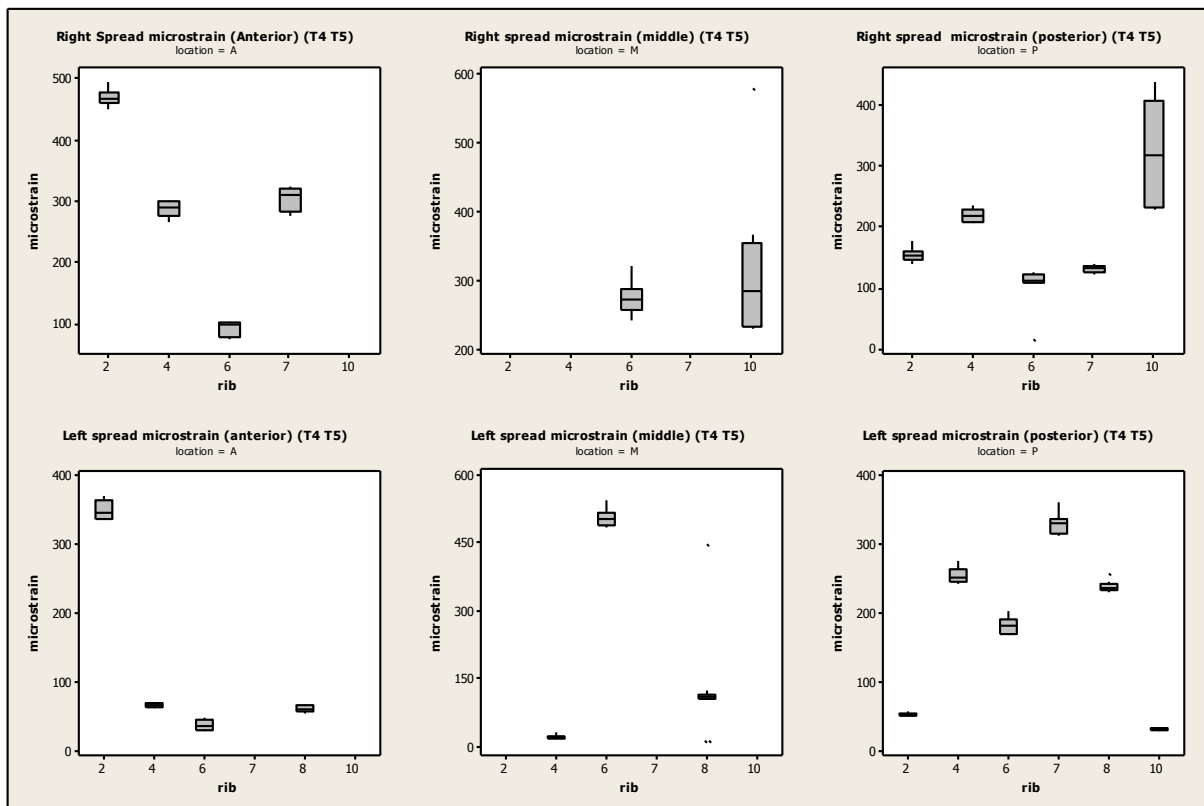 Right Spread microstrain (Anterior) (T4 T5)
location = A
500
400
300
200
100
microstrain
2 4 6 7 10
rib
Right spread microstrain (middle) (T4 T5)
location = M
600
500
400
300
200
microstrain
2 4 6 7 10
rib
Right spread microstrain (posterior) (T4 T5)
location = P
400
300
200
100
0
microstrain
2 4 6 7 10
rib
Left spread microstrain (anterior) (T4 T5)
location = A
400
300
200
100
0
microstrain
2 4 6 7 8 10
rib
Left spread microstrain (middle) (T4 T5)
location = M
600
450
300
150
0
microstrain
2 4 6 7 8 10
rib
Left spread microstrain (posterior) (T4 T5)
location = P
400
300
200
100
0
microstrain
2 4 6 7 8 10
rib